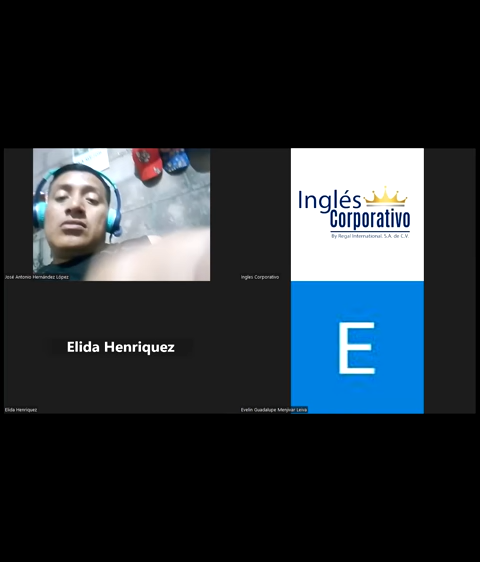 Inglés
Corporativo
By Regal International, S.A. de C.V.
José Antonio Hernández López
Inglés Corporativo
Elida Henriquez
Elida Henriquez
E
Evelin Guadalupe Menjivar Leiva